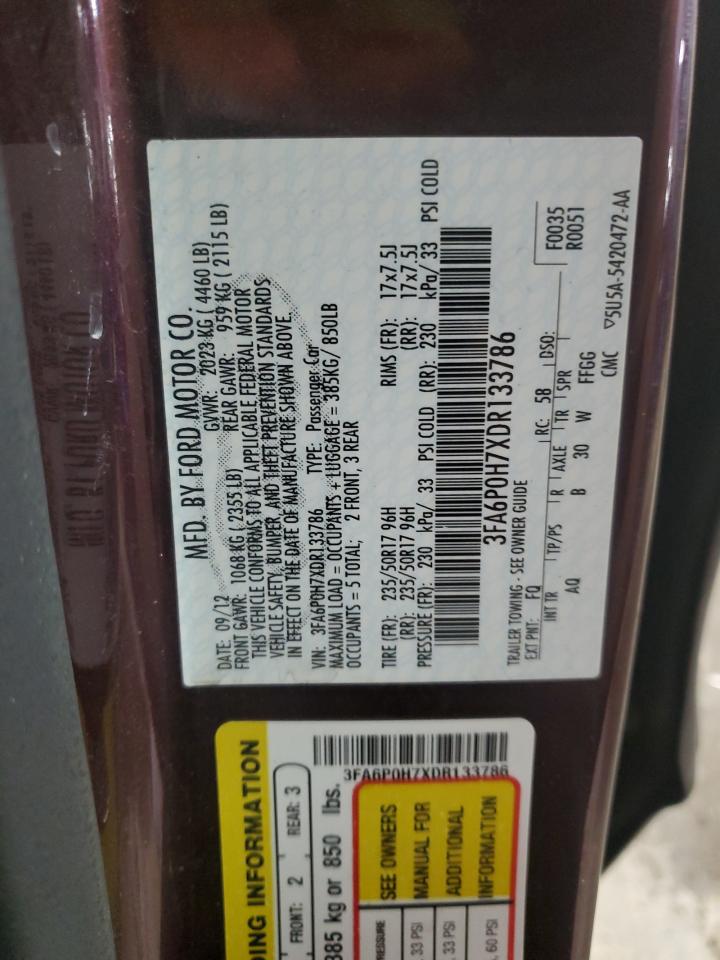 MFD. BY FORD MOTOR CO.
DATE: 09/12 GVWR: 2023 KG ( 4460 LB)
FRONT GAWR: 1068 KG ( 2355 LB) REAR GAWR: 959 KG ( 2115 LB)
THIS VEHICLE CONFORMS TO ALL APPLICABLE FEDERAL MOTOR
VEHICLE SAFETY, BUMPER, AND THEFT PREVENTION STANDARDS
IN EFFECT ON THE DATE OF MANUFACTURE SHOWN ABOVE.
VIN: 3FA6P0H7XDR133786 TYPE: Passenger Car
MAXIMUM LOAD = OCCUPANTS + LUGGAGE = 385KG/ 850LB
OCCUPANTS = 5 TOTAL; 2 FRONT, 3 REAR
TIRE (FR): 235/50R17 96H RIMS (FR): 17x7.5J
(RR): 235/50R17 96H (RR): 17x7.5J
PRESSURE (FR): 230 kPa/ 33 PSI COLD (RR): 230 kPa/ 33 PSI COLD
3FA6P0H7XDR133786
TRAILER TOWING - SEE OWNER GUIDE
EXT PNT: FQ RC: 58 DSO: F0035
R0051
INT TR TP/PS R AXLE TR SPR
AQ B 30 W FFGG
CMC ▽5U5A-5420472-AA
DING INFORMATION
FRONT: 2 REAR: 3
385 kg or 850 lbs.
3FA6P0H7XDR133786
SEE OWNERS
MANUAL FOR
ADDITIONAL
INFORMATION
33 PSI
33 PSI
60 PSI